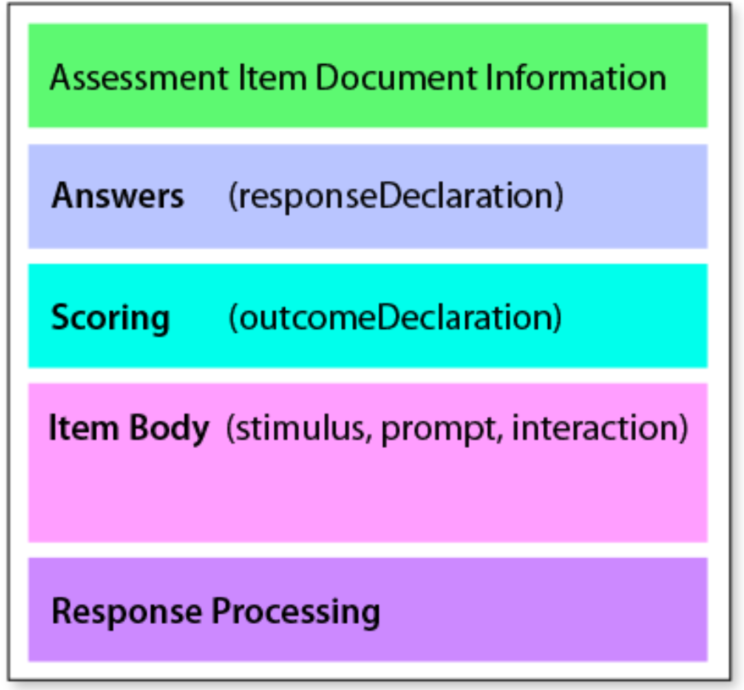 Assessment Item Document Information
Answers (responseDeclaration)
Scoring (outcomeDeclaration)
Item Body (stimulus, prompt, interaction)
Response Processing